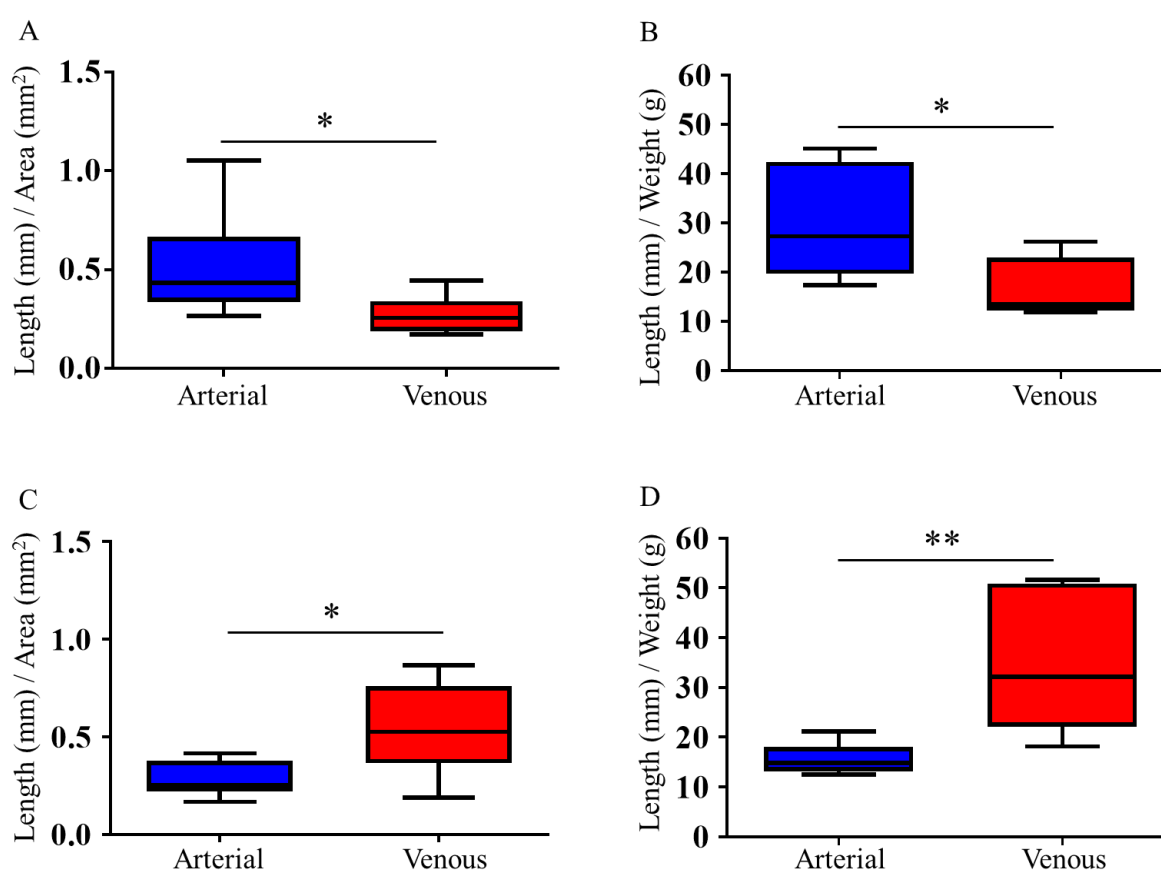 A
Length (mm) / Area (mm²)
1.5
1.0
0.5
0.0
*
Arterial
Venous
B
Length (mm) / Weight (g)
60
50
40
30
20
10
0
*
Arterial
Venous
C
Length (mm) / Area (mm²)
1.5
1.0
0.5
0.0
*
Arterial
Venous
D
Length (mm) / Weight (g)
60
50
40
30
20
10
0
**
Arterial
Venous